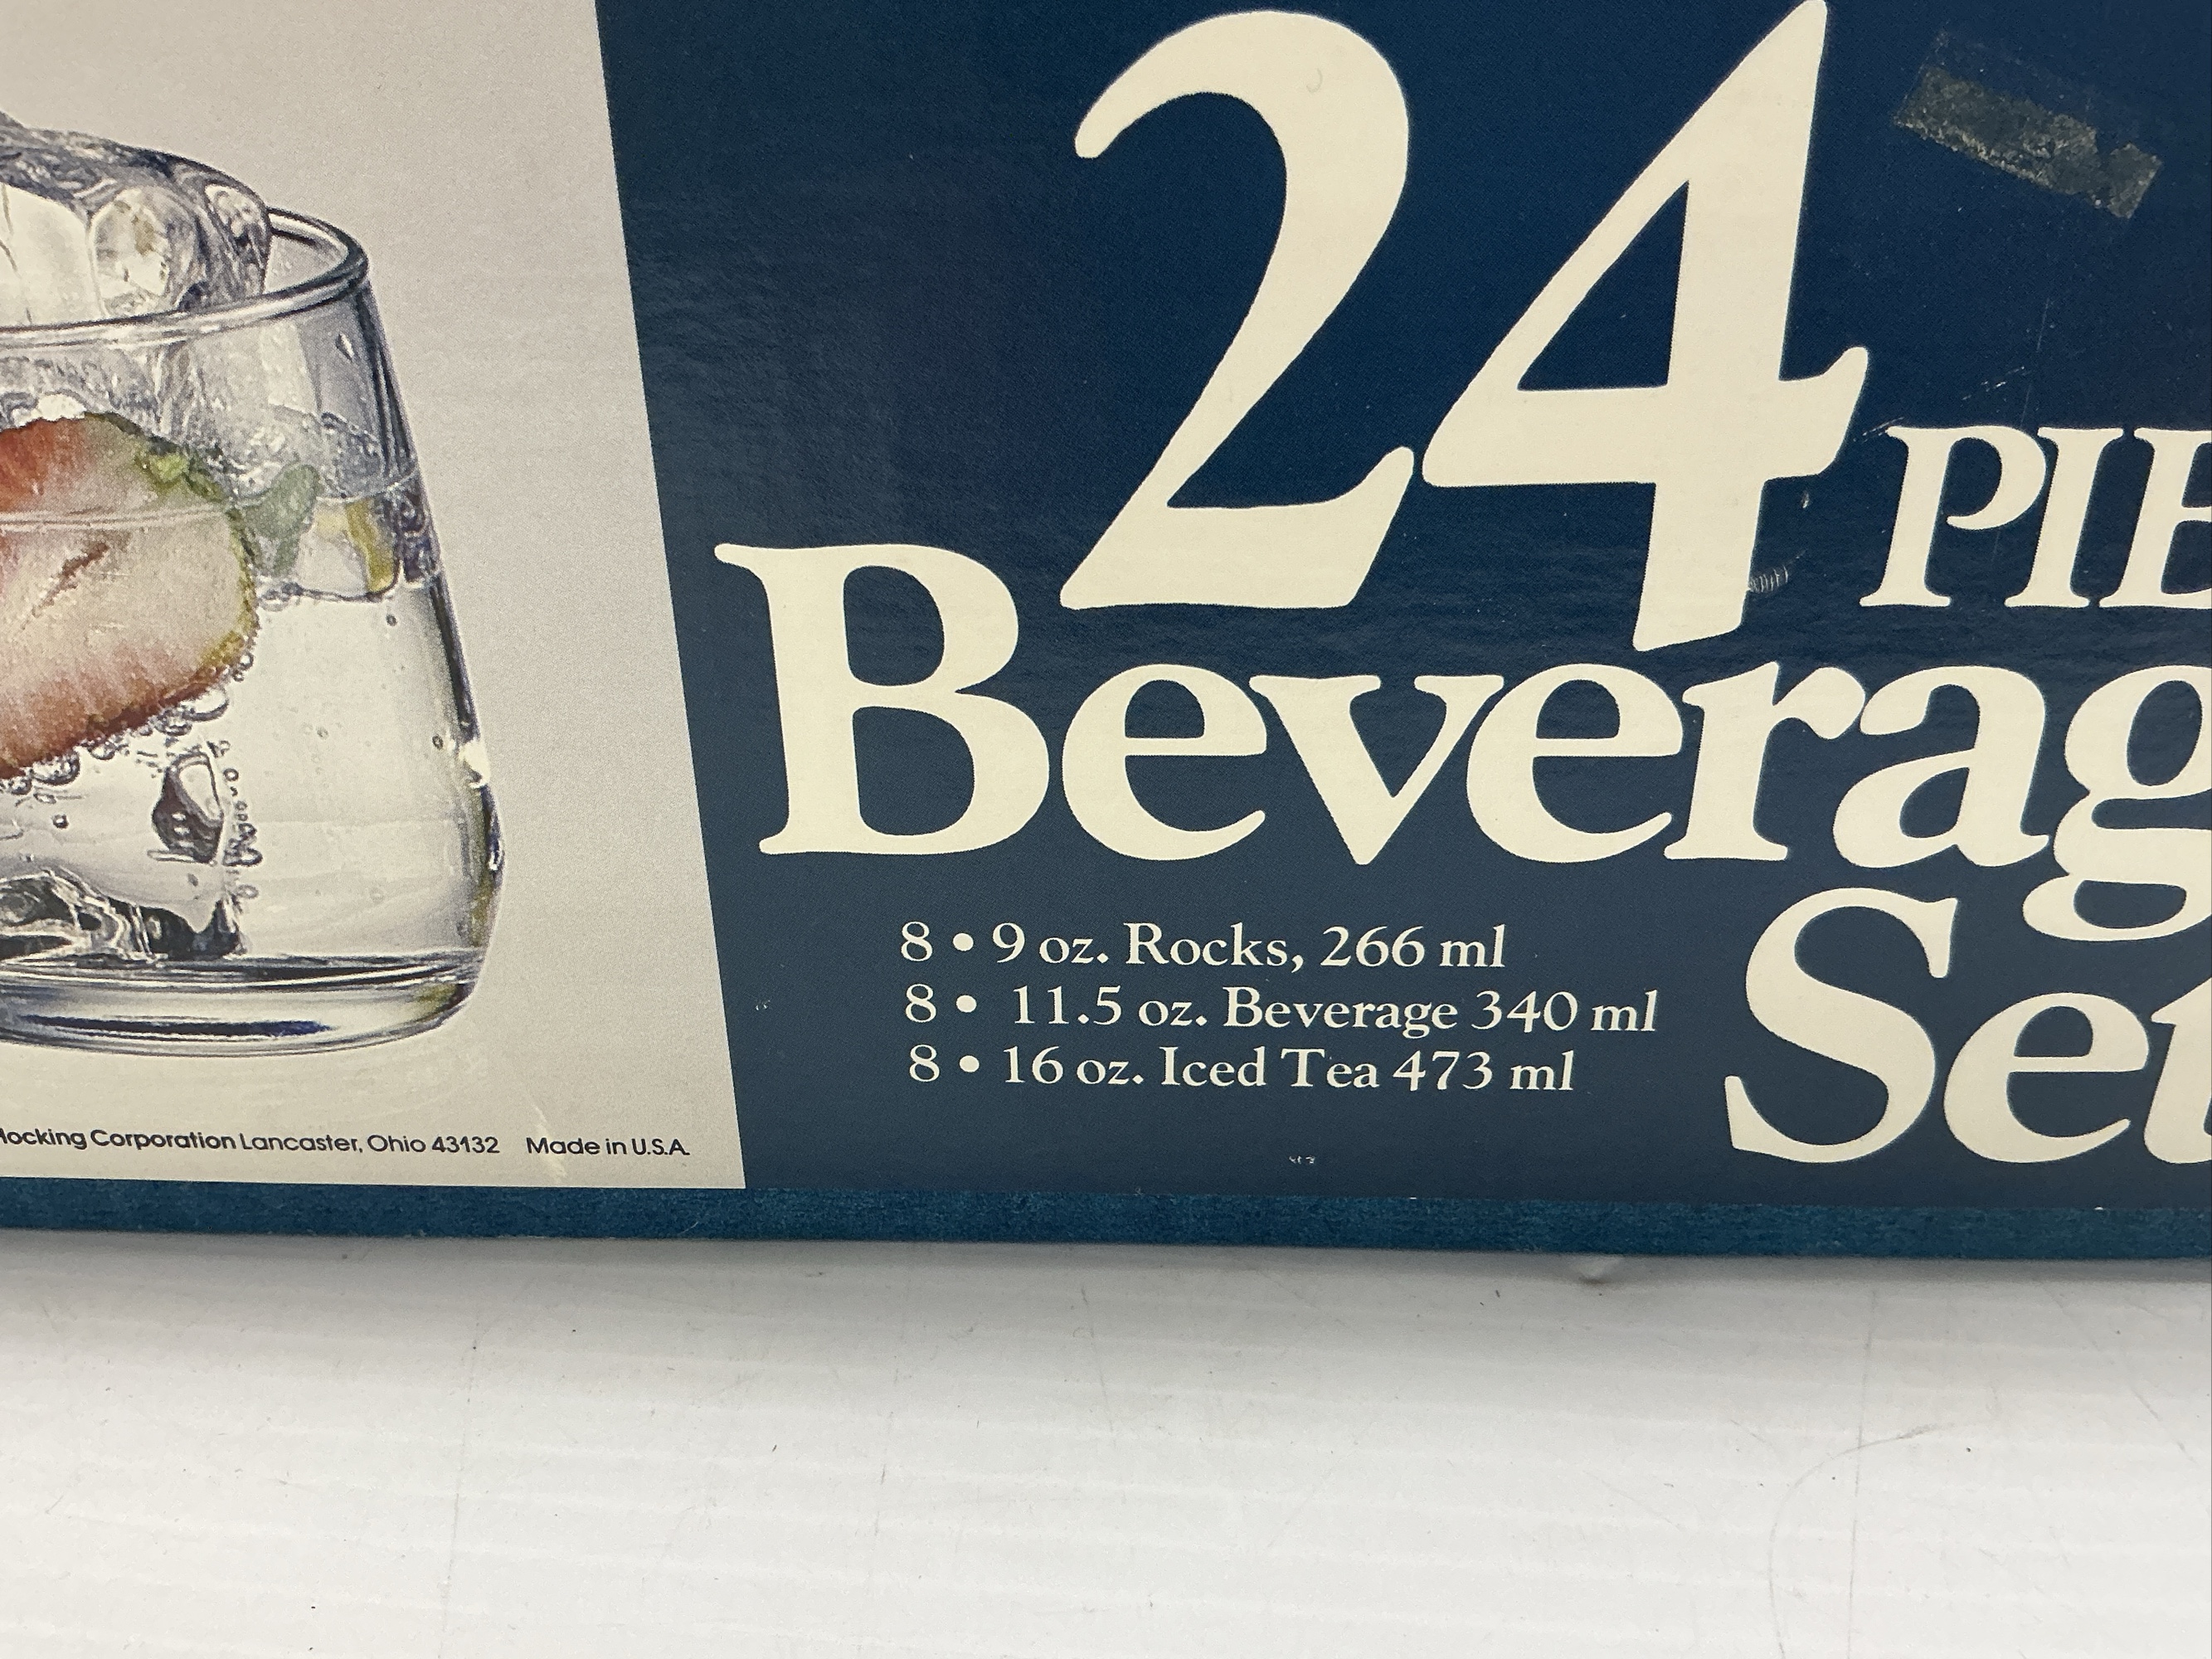 24 PIE
Beverag
Set
8 • 9 oz. Rocks, 266 ml
8 • 11.5 oz. Beverage 340 ml
8 • 16 oz. Iced Tea 473 ml
Hocking Corporation Lancaster, Ohio 43132 Made in U.S.A.